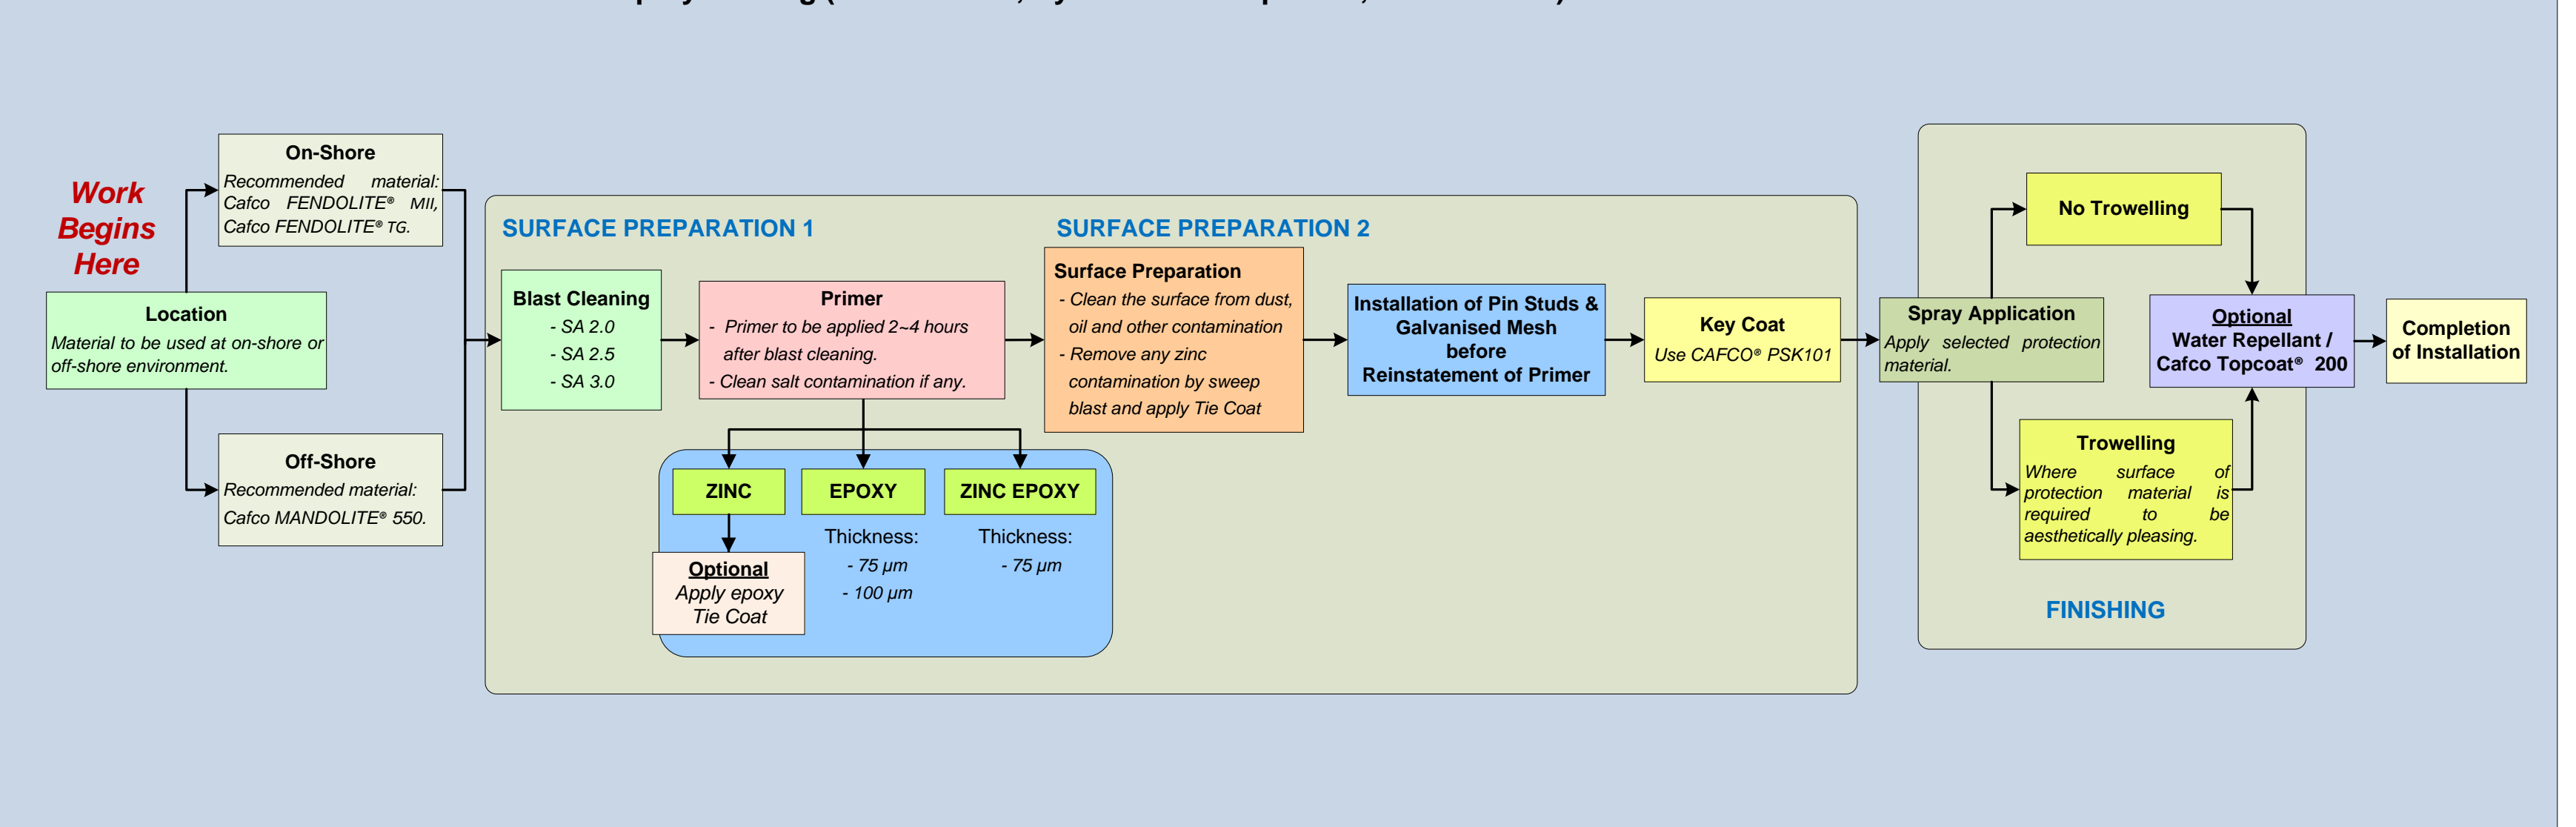 Work
Begins
Here
Location
Material to be used at on-shore or
off-shore environment.
On-Shore
Recommended material:
Cafco FENDOLITE® MII,
Cafco FENDOLITE® TG.
Off-Shore
Recommended material:
Cafco MANDOLITE® 550.
SURFACE PREPARATION 1
Blast Cleaning
- SA 2.0
- SA 2.5
- SA 3.0
Primer
- Primer to be applied 2~4 hours
after blast cleaning.
- Clean salt contamination if any.
ZINC
EPOXY
ZINC EPOXY
Optional
Apply epoxy
Tie Coat
Thickness:
- 75 µm
- 100 µm
Thickness:
- 75 µm
SURFACE PREPARATION 2
Surface Preparation
- Clean the surface from dust,
oil and other contamination
- Remove any zinc
contamination by sweep
blast and apply Tie Coat
Installation of Pin Studs &
Galvanised Mesh
before
Reinstatement of Primer
Key Coat
Use CAFCO® PSK101
Spray Application
Apply selected protection
material.
No Trowelling
Trowelling
Where surface of
protection material is
required to be
aesthetically pleasing.
Optional
Water Repellant /
Cafco Topcoat® 200
FINISHING
Completion
of Installation